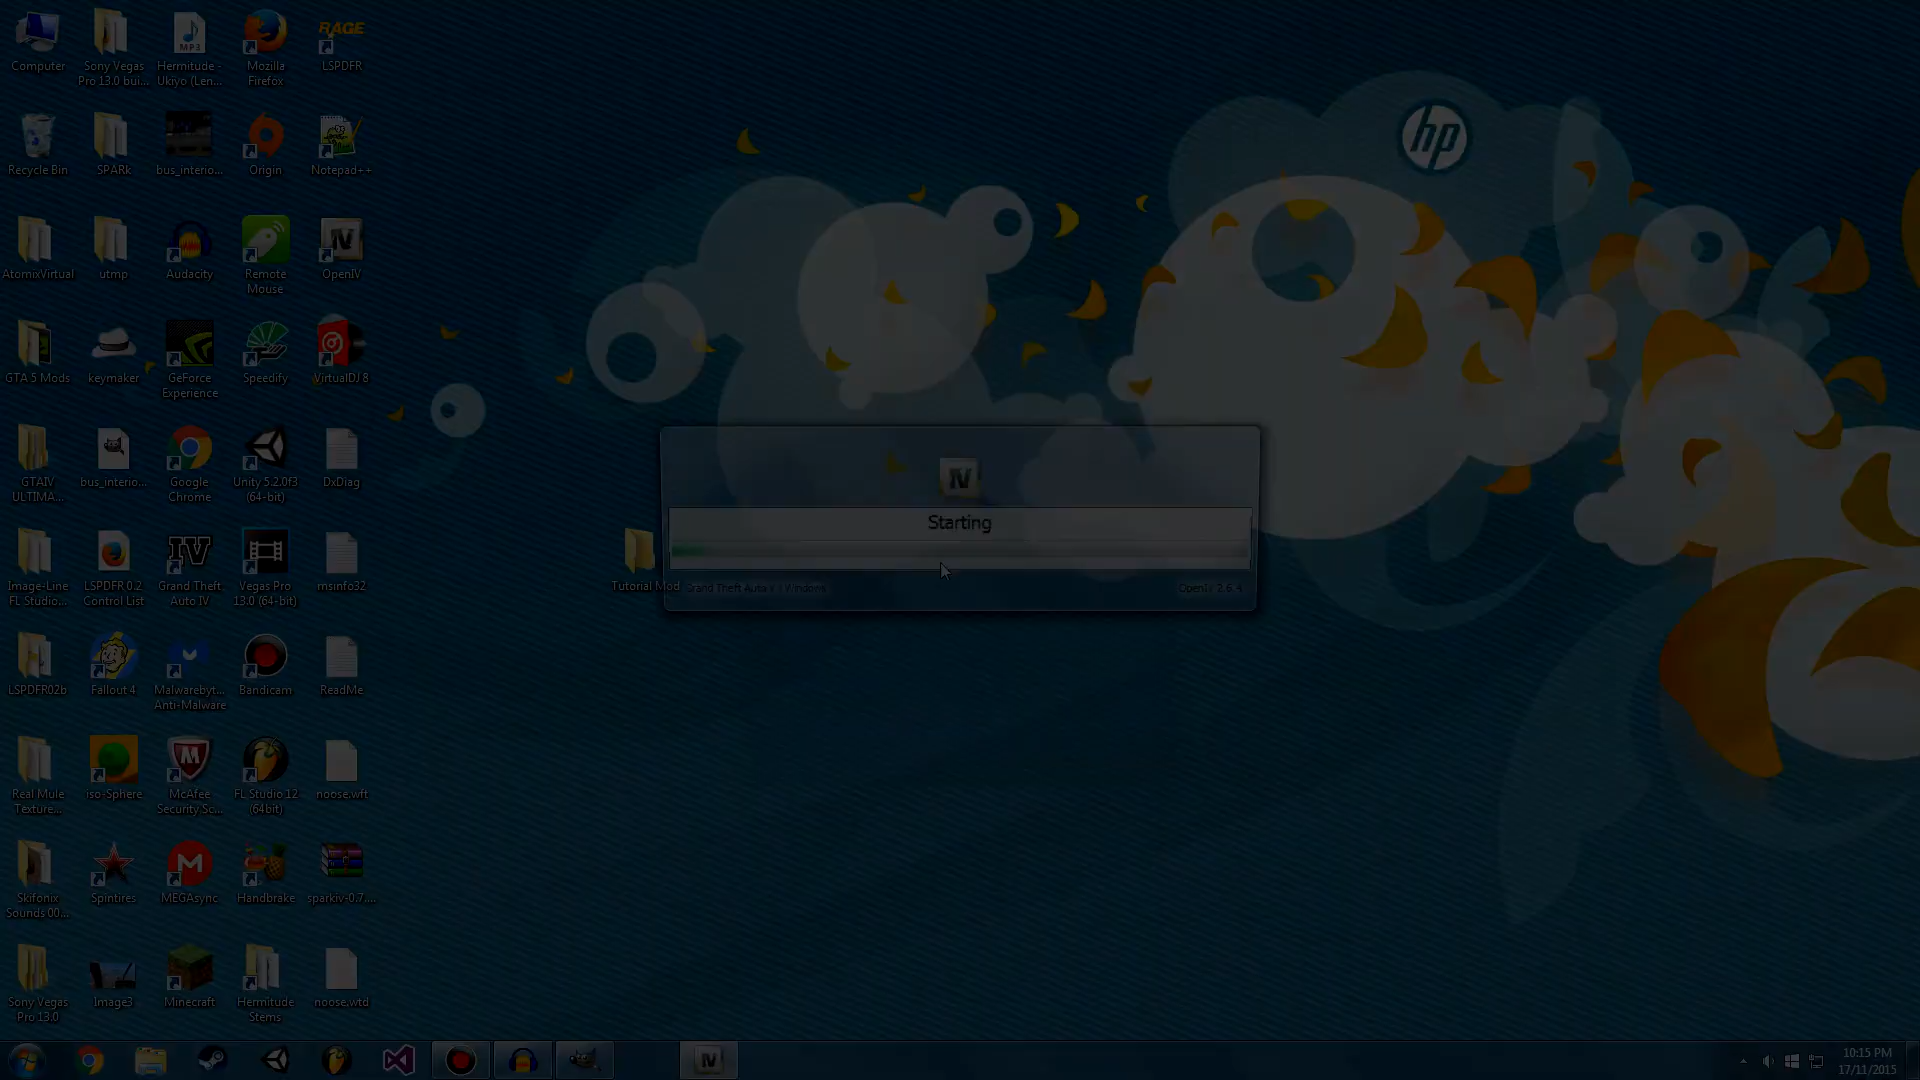 Computer
Sony Vegas
Pro 13.0 bui...
Hermitude -
Ukiyo (Len...
Mozilla
Firefox
RAGE
LSPDFR
MP3
hp
Recycle Bin
SPARk
bus_interio...
Origin
Notepad++
AtomixVirtual
utmp
Audacity
Remote
Mouse
IV
OpenIV
GTA 5 Mods
keymaker
GeForce
Experience
Speedify
VirtualDJ 8
GTAIV
ULTIMA...
bus_interio...
Google
Chrome
Unity 5.2.0f3
(64-bit)
DxDiag
IV
Starting
Image-Line
FL Studio...
LSPDFR 0.2
Control List
IV
Grand Theft
Auto IV
Vegas Pro
13.0 (64-bit)
msinfo32
Tutorial Mod
Grand Theft Auto V / Windows
OpenIV 2.6.4
LSPDFR02b
Fallout 4
Malwarebyt...
Anti-Malware
Bandicam
ReadMe
Real Mule
Texture...
iso-Sphere
McAfee
Security Sc...
FL Studio 12
(64bit)
noose.wft
Skifonix
Sounds 00...
Spintires
MEGAsync
Handbrake
sparkiv-0.7....
Sony Vegas
Pro 13.0
Image3
Minecraft
Hermitude
Stems
noose.wtd
IV
10:15 PM
17/11/2015